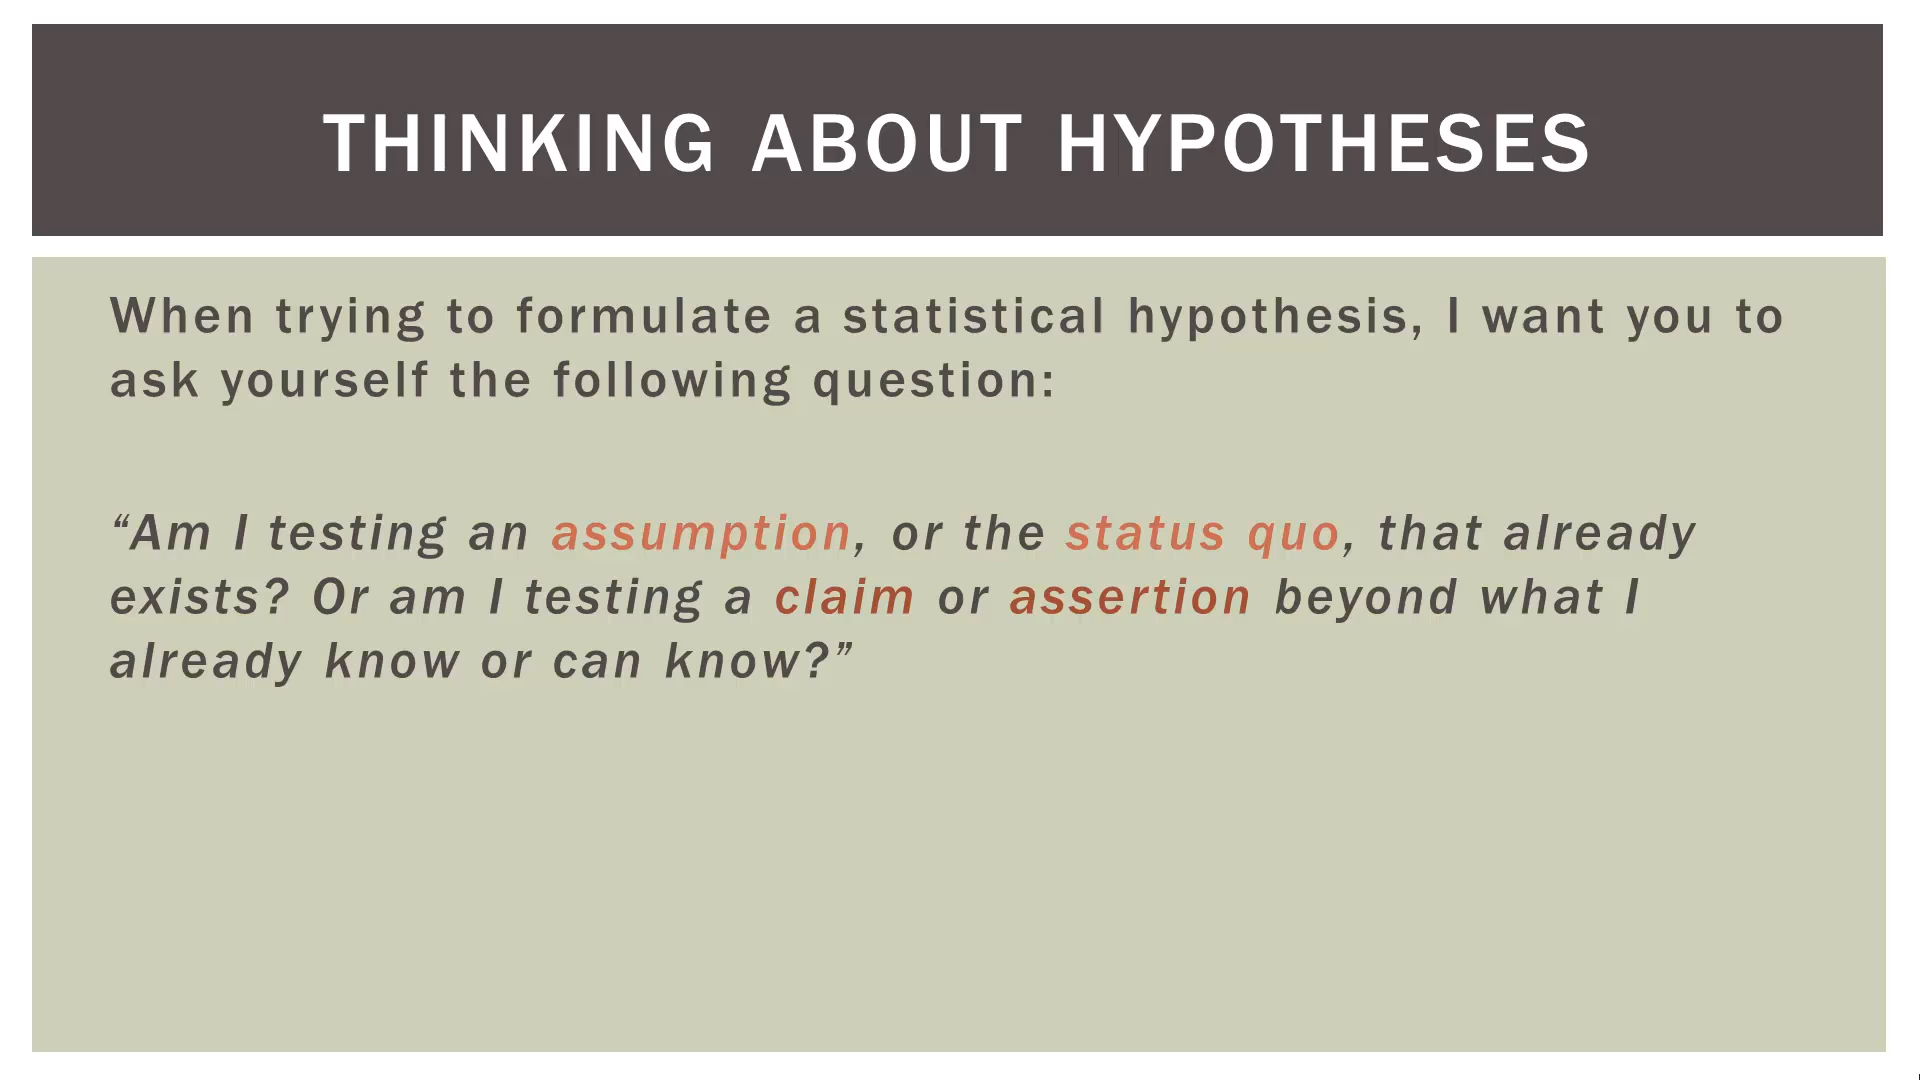 THINKING ABOUT HYPOTHESES
When trying to formulate a statistical hypothesis, I want you to
ask yourself the following question:
“Am I testing an assumption, or the status quo, that already
exists? Or am I testing a claim or assertion beyond what I
already know or can know?”